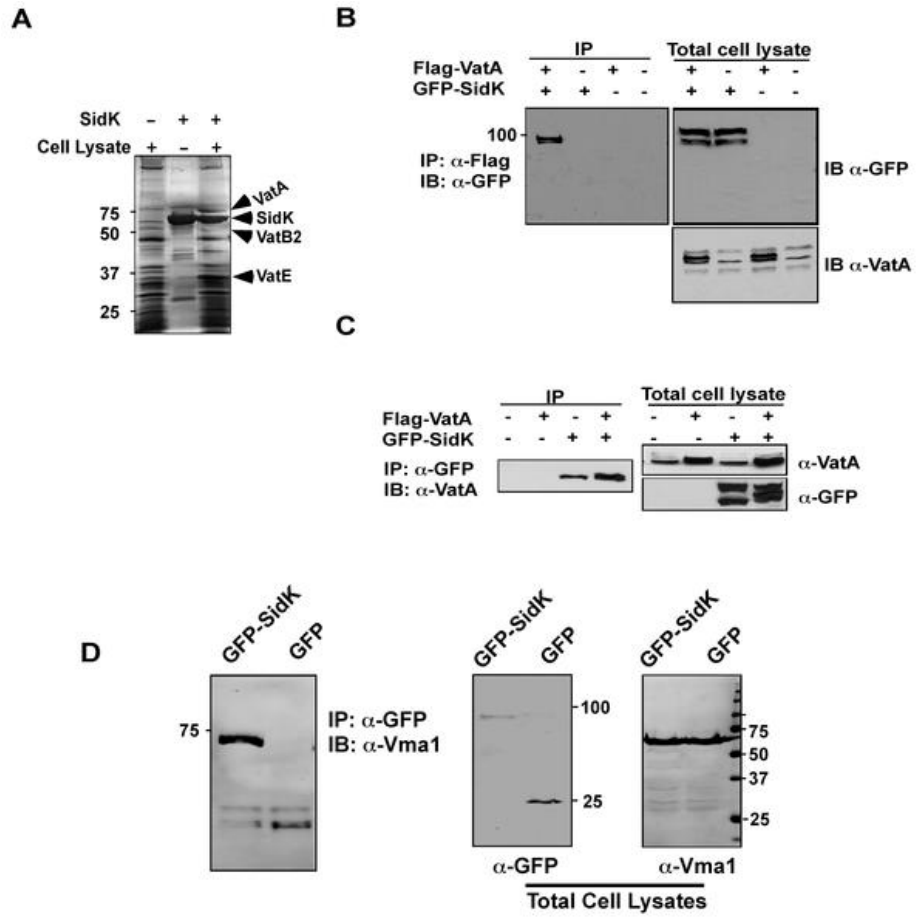 A
SidK - + +
Cell Lysate + - +
75
50
37
25
VatA
SidK
VatB2
VatE
B
IP Total cell lysate
Flag-VatA + - + - + - + -
GFP-SidK + + - - + + - -
100
IP: α-Flag
IB: α-GFP
IB α-GFP
IB α-VatA
C
IP Total cell lysate
Flag-VatA - + - + - + - +
GFP-SidK - - + + - - + +
IP: α-GFP
IB: α-VatA
α-VatA
α-GFP
D
GFP-SidK GFP
75
IP: α-GFP
IB: α-Vma1
GFP-SidK GFP
100
25
α-GFP
GFP-SidK GFP
75
50
37
25
α-Vma1
Total Cell Lysates